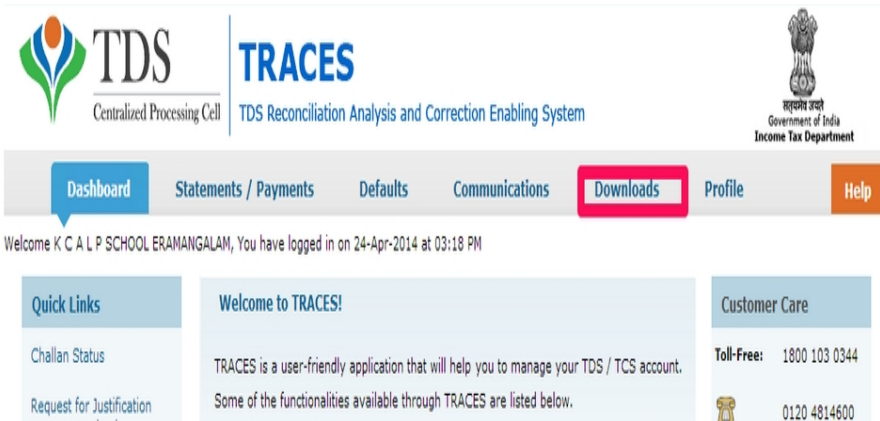 TDS
Centralized Processing Cell
TRACES
TDS Reconciliation Analysis and Correction Enabling System
सत्यमेव जयते
Government of India
Income Tax Department
Dashboard Statements / Payments Defaults Communications Downloads Profile Help
Welcome K C A L P SCHOOL ERAMANGALAM, You have logged in on 24-Apr-2014 at 03:18 PM
Quick Links
Challan Status
Request for Justification
Welcome to TRACES!
TRACES is a user-friendly application that will help you to manage your TDS / TCS account.
Some of the functionalities available through TRACES are listed below.
Customer Care
Toll-Free: 1800 103 0344
0120 4814600